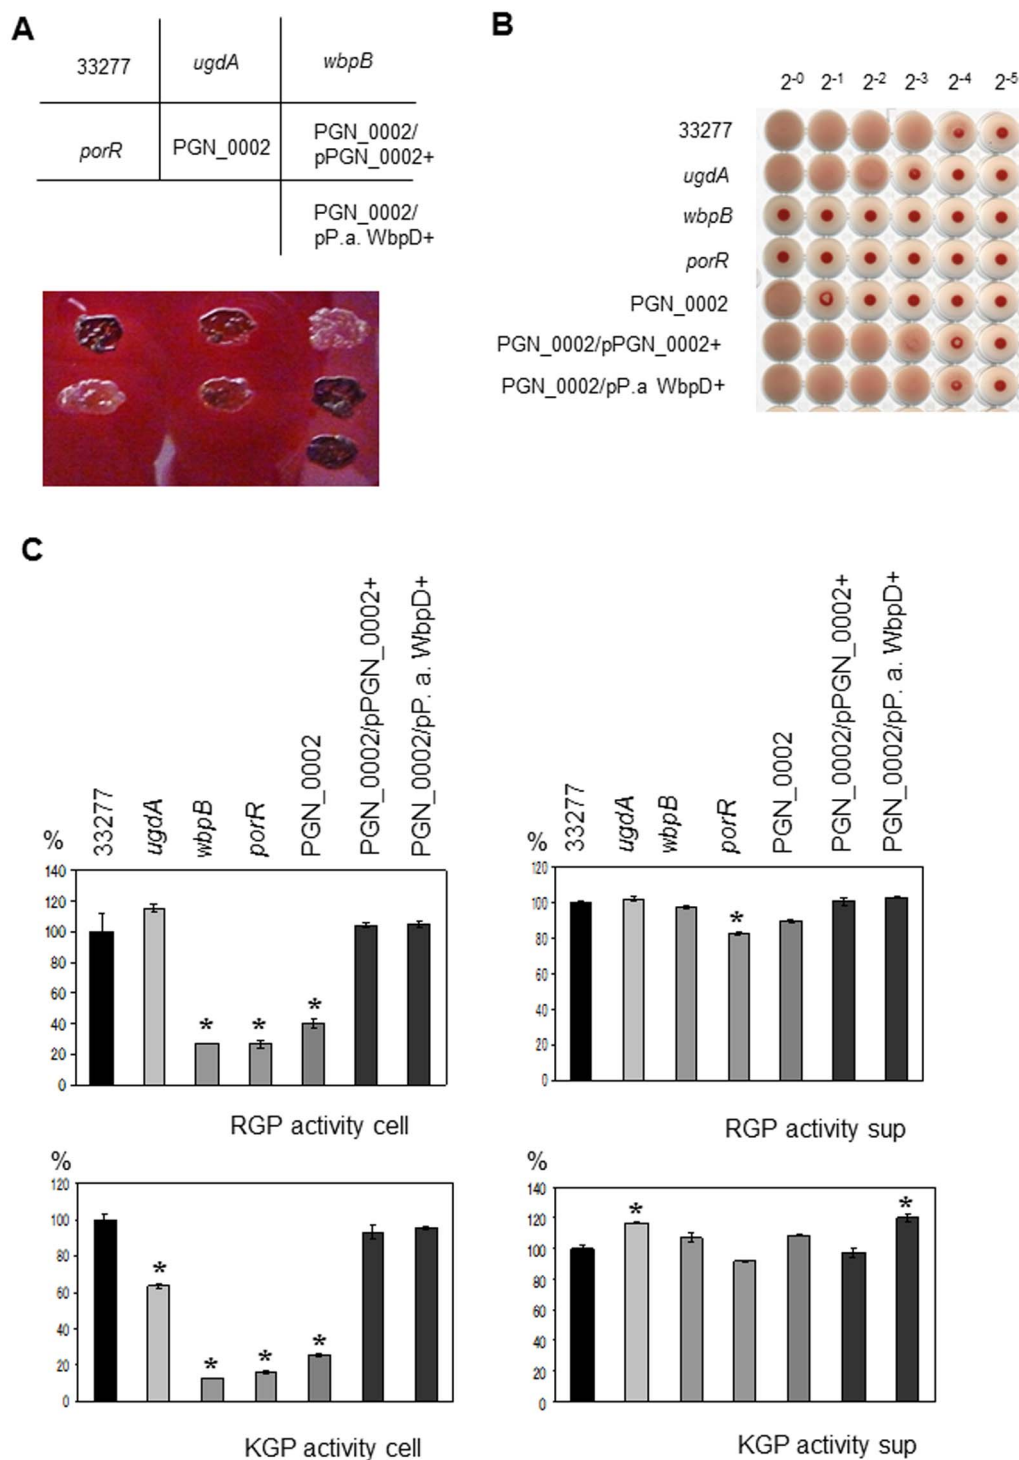 A
33277 ugdA wbpB
porR PGN_0002 PGN_0002/
pPGN_0002+
PGN_0002/
pP.a. WbpD+
B
2-0 2-1 2-2 2-3 2-4 2-5
33277
ugdA
wbpB
porR
PGN_0002
PGN_0002/pPGN_0002+
PGN_0002/pP.a WbpD+
C
33277
ugdA
wbpB
porR
PGN_0002
PGN_0002/pPGN_0002+
PGN_0002/pP. a. WbpD+
%
140
120
100
80
60
40
20
0
* * *
RGP activity cell
33277
ugdA
wbpB
porR
PGN_0002
PGN_0002/pPGN_0002+
PGN_0002/pP. a. WbpD+
%
120
100
80
60
40
20
0
*
RGP activity sup
%
120
100
80
60
40
20
0
* * * *
KGP activity cell
%
140
120
100
80
60
40
20
0
* *
KGP activity sup